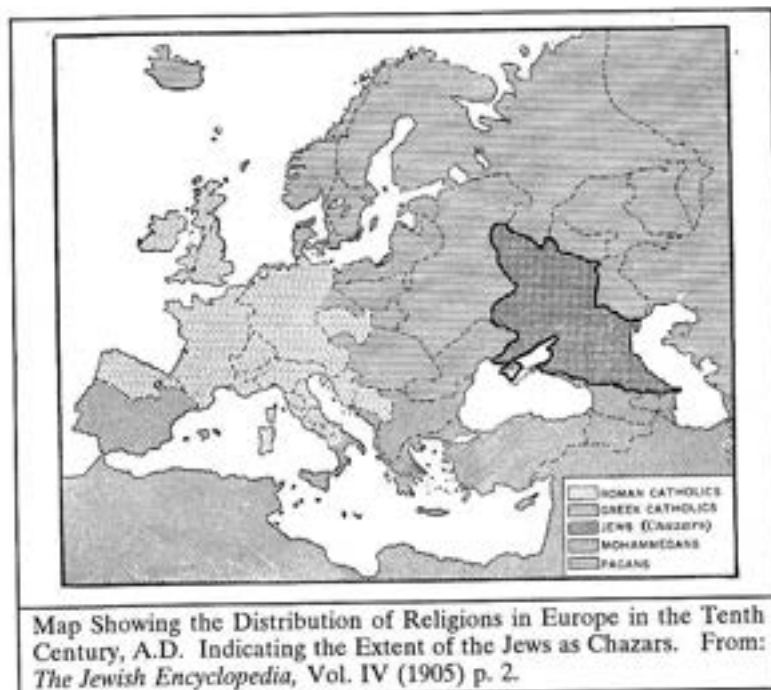 ROMAN CATHOLICS
GREEK CATHOLICS
JEWS (Chazars)
MOHAMMEDANS
PAGANS
Map Showing the Distribution of Religions in Europe in the Tenth
Century, A.D. Indicating the Extent of the Jews as Chazars. From:
The Jewish Encyclopedia, Vol. IV (1905) p. 2.